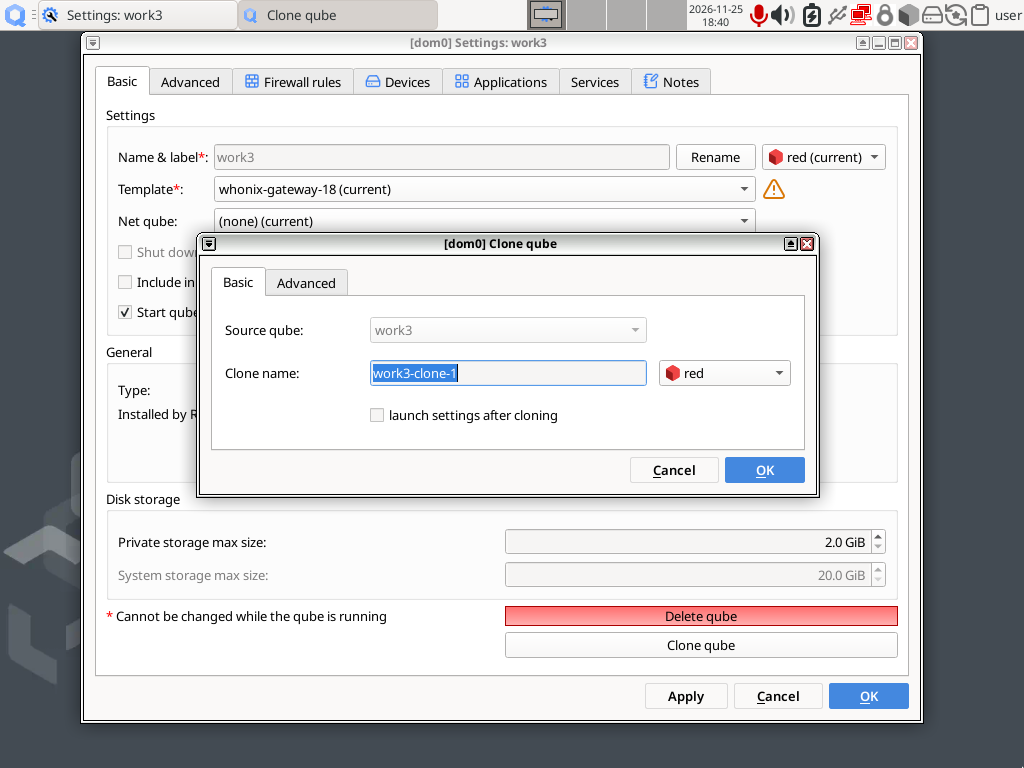 Settings: work3
Clone qube
2026-11-25
18:40
user
[dom0] Settings: work3
Basic
Advanced
Firewall rules
Devices
Applications
Services
Notes
Settings
Name & label*:
work3
Rename
red (current)
Template*:
whonix-gateway-18 (current)
Net qube:
(none) (current)
Shut dow
Include in
Start qube
[dom0] Clone qube
Basic
Advanced
Source qube:
work3
Clone name:
work3-clone-1
red
launch settings after cloning
Cancel
OK
General
Type:
Installed by R
Disk storage
Private storage max size:
2.0 GiB
System storage max size:
20.0 GiB
* Cannot be changed while the qube is running
Delete qube
Clone qube
Apply
Cancel
OK